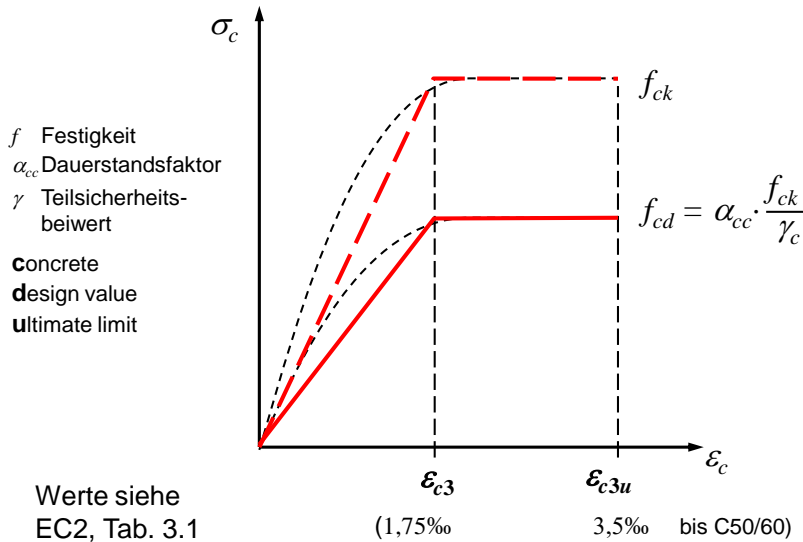 σc
fck
f Festigkeit
αcc Dauerstandsfaktor
γ Teilsicherheits-
beiwert
fcd = αcc · fck / γc
concrete
design value
ultimate limit
εc
εc3 εc3u
Werte siehe
EC2, Tab. 3.1 (1,75‰ 3,5‰ bis C50/60)